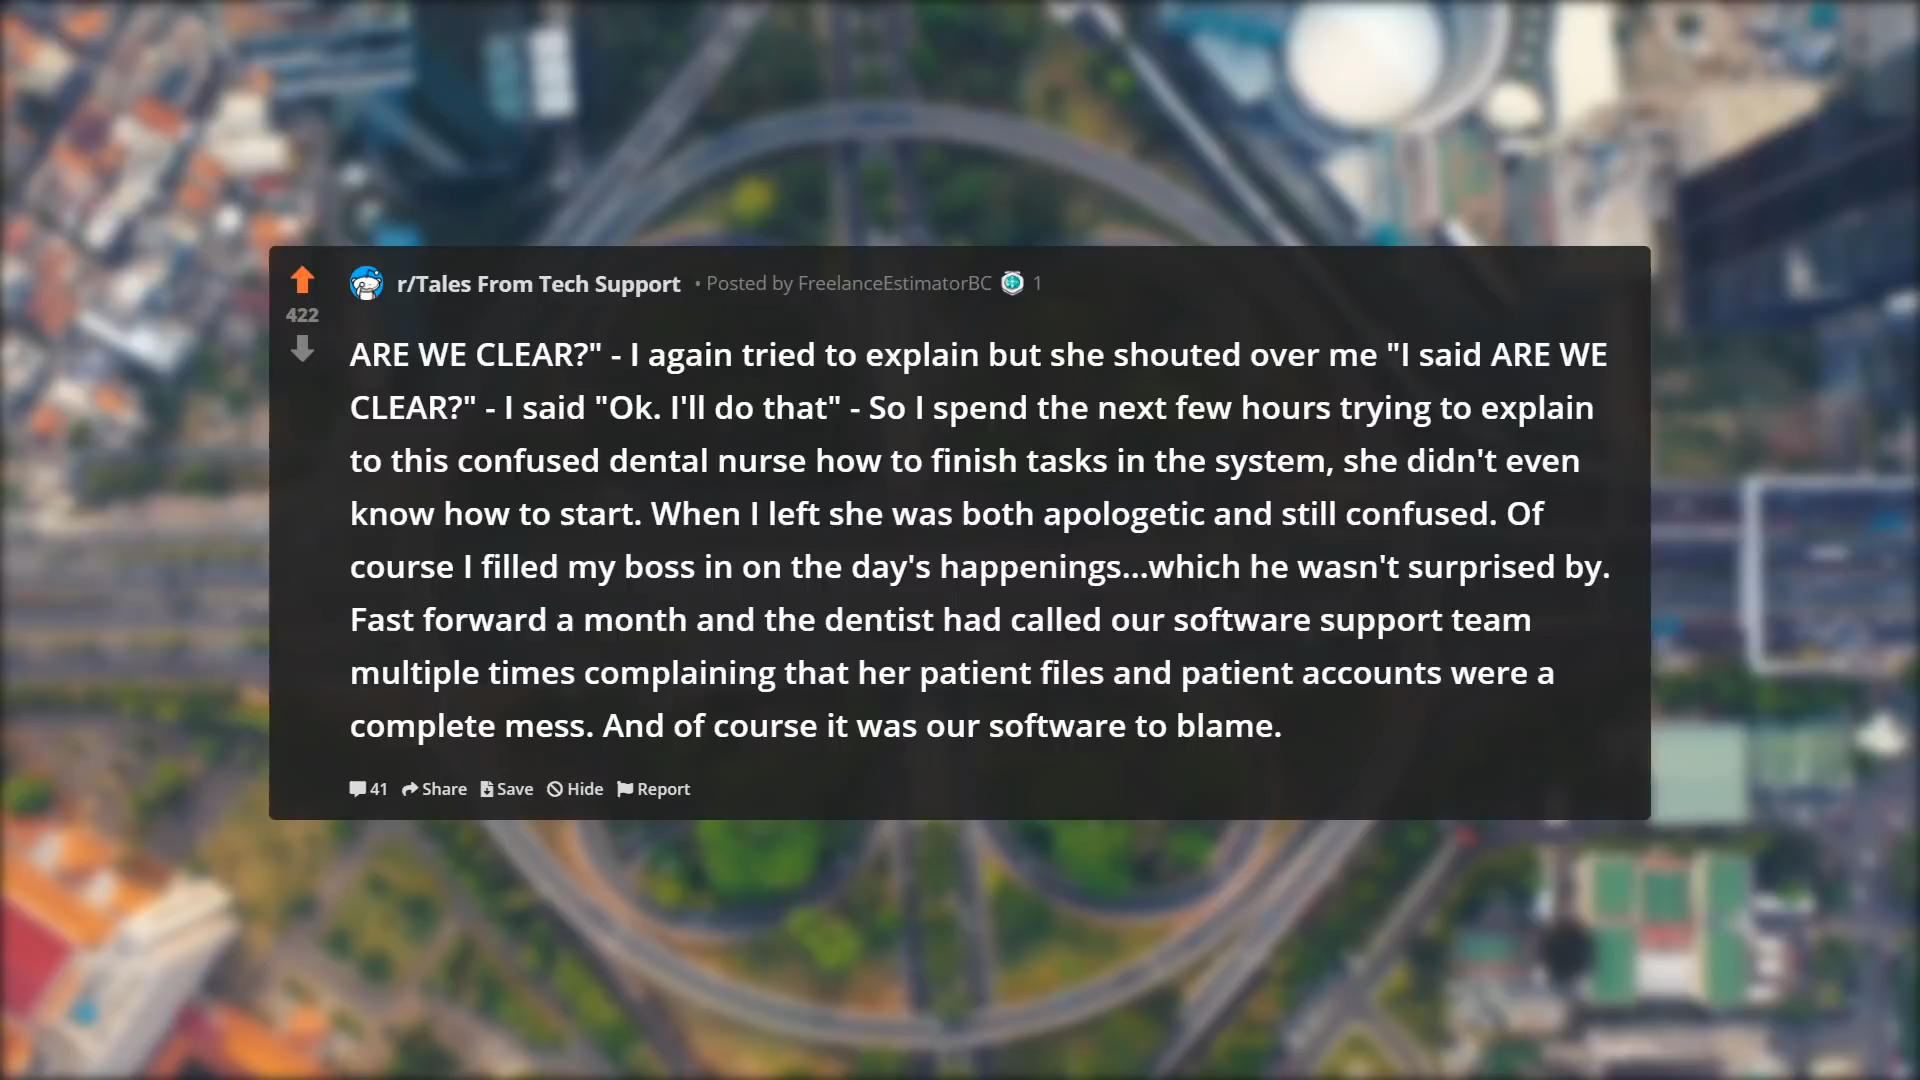 r/Tales From Tech Support • Posted by FreelanceEstimatorBC 1
422
ARE WE CLEAR?" - I again tried to explain but she shouted over me "I said ARE WE
CLEAR?" - I said "Ok. I'll do that" - So I spend the next few hours trying to explain
to this confused dental nurse how to finish tasks in the system, she didn't even
know how to start. When I left she was both apologetic and still confused. Of
course I filled my boss in on the day's happenings...which he wasn't surprised by.
Fast forward a month and the dentist had called our software support team
multiple times complaining that her patient files and patient accounts were a
complete mess. And of course it was our software to blame.
41 Share Save Hide Report